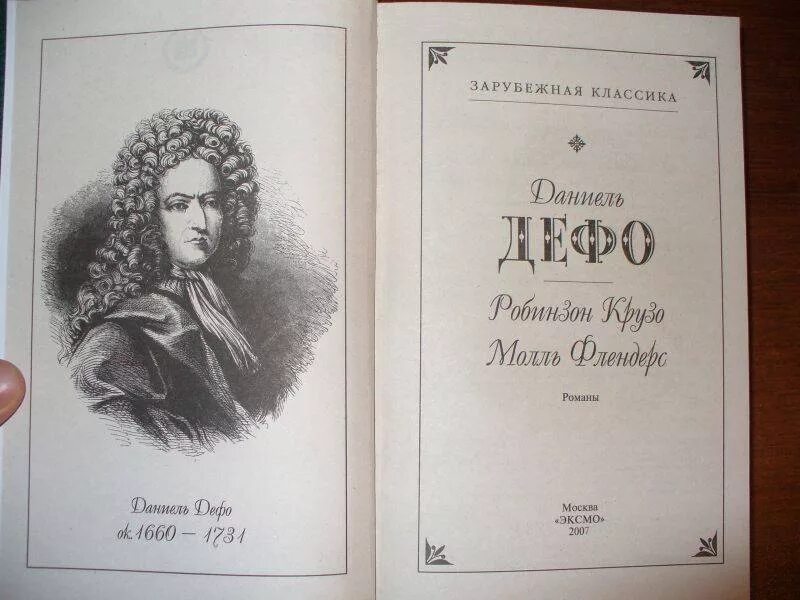 Даниель Дефо
ок. 1660 — 1731
ЗАРУБЕЖНАЯ КЛАССИКА
Даниель
ДЕФО
Робинзон Крузо
Молль Флендерс
Романы
Москва
«ЭКСМО»
2007